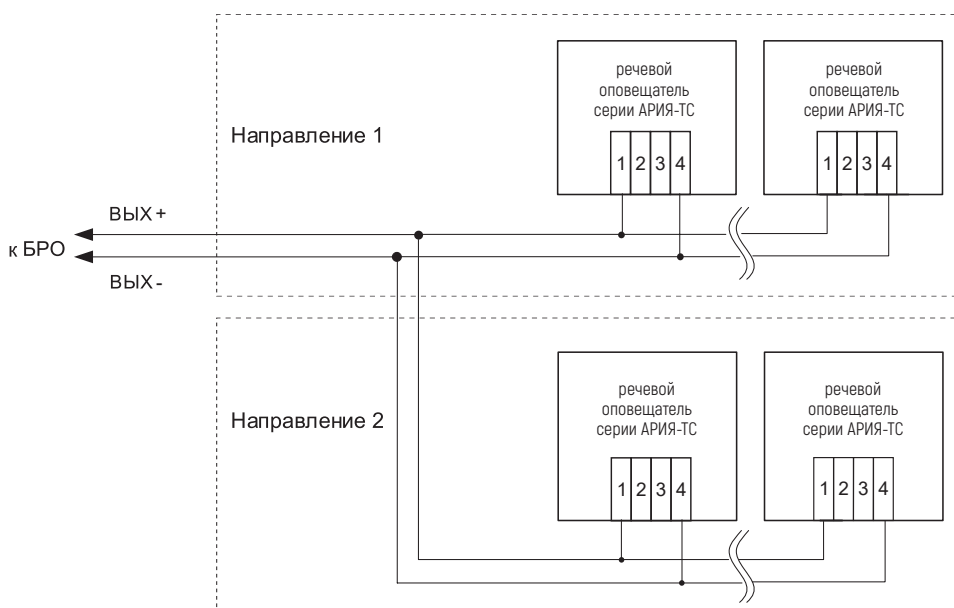 речевой
оповещатель
серии АРИЯ-ТС
речевой
оповещатель
серии АРИЯ-ТС
Направление 1
1 2 3 4
1 2 3 4
ВЫХ+
к БРО
ВЫХ-
речевой
оповещатель
серии АРИЯ-ТС
речевой
оповещатель
серии АРИЯ-ТС
Направление 2
1 2 3 4
1 2 3 4